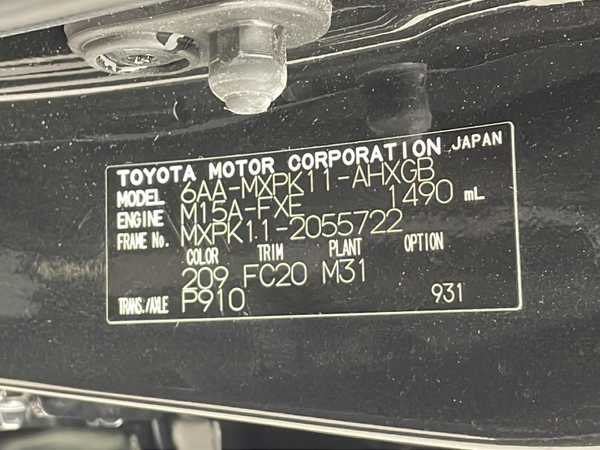 TOYOTA MOTOR CORPORATION JAPAN
MODEL 6AA-MXPK11-AHXGB
ENGINE M15A-FXE 1490 mL
FRAME No. MXPK11-2055722
COLOR TRIM PLANT OPTION
209 FC20 M31
TRANS./AXLE P910 931